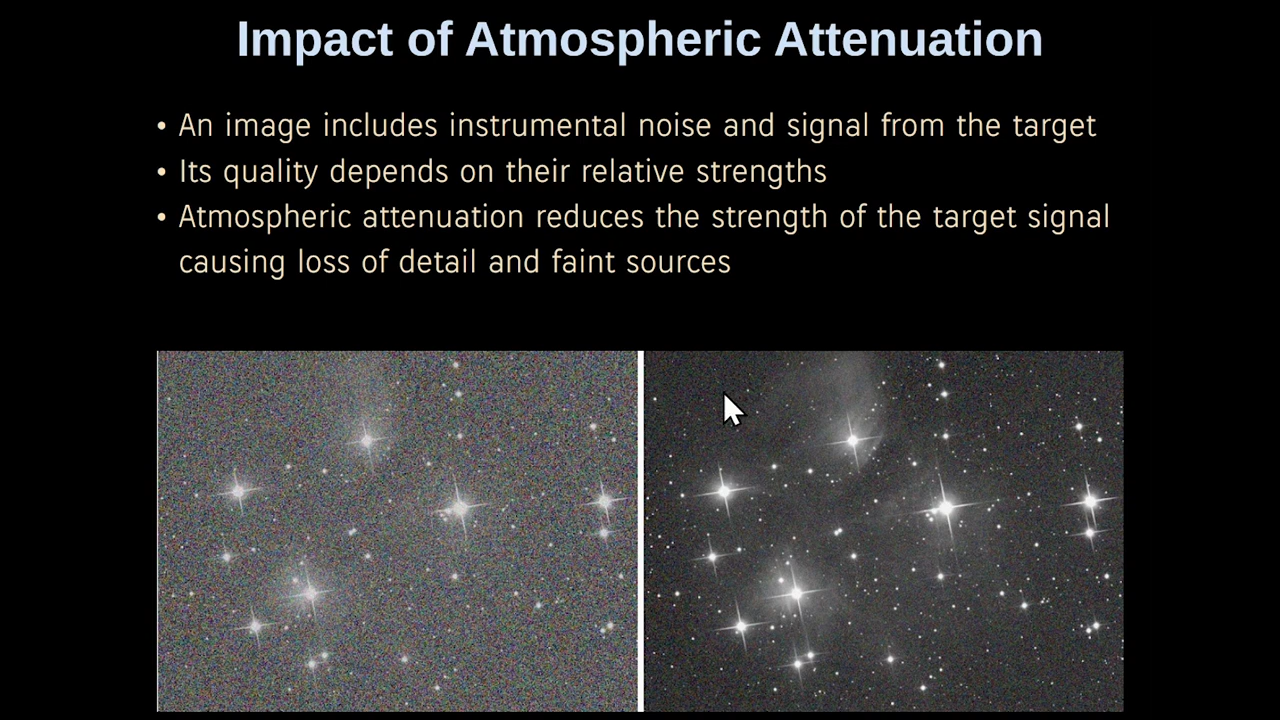 Impact of Atmospheric Attenuation
• An image includes instrumental noise and signal from the target
• Its quality depends on their relative strengths
• Atmospheric attenuation reduces the strength of the target signal
causing loss of detail and faint sources